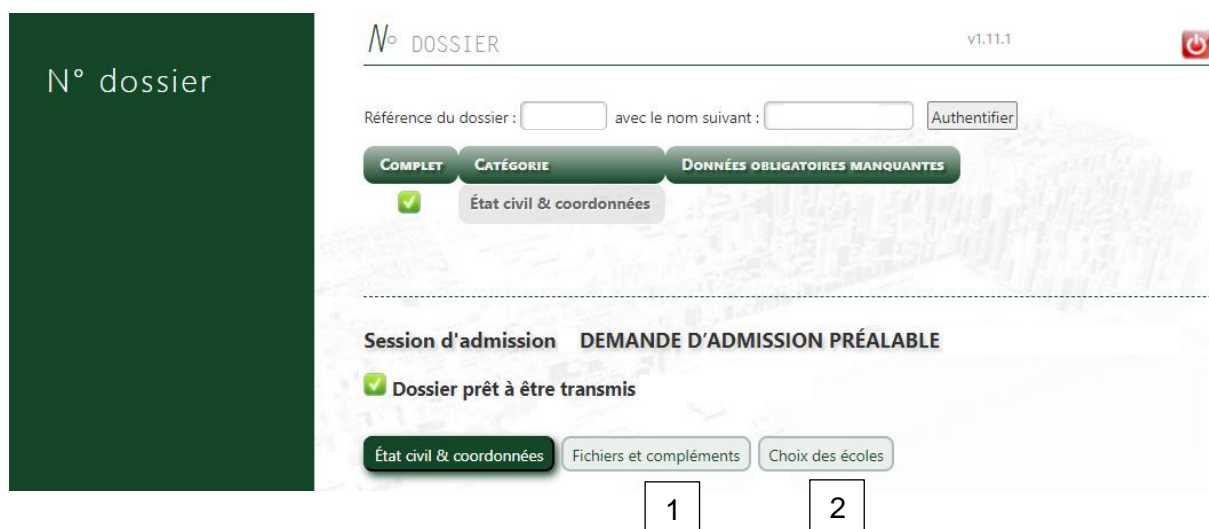 N° dossier
N° DOSSIER v1.11.1
Référence du dossier : avec le nom suivant : Authentifier
COMPLET CATÉGORIE DONNÉES OBLIGATOIRES MANQUANTES
État civil & coordonnées
Session d'admission DEMANDE D’ADMISSION PRÉALABLE
Dossier prêt à être transmis
État civil & coordonnées Fichiers et compléments Choix des écoles
1 2